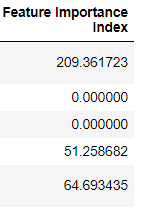 Feature Importance
Index
209.361723
0.000000
0.000000
51.258682
64.693435